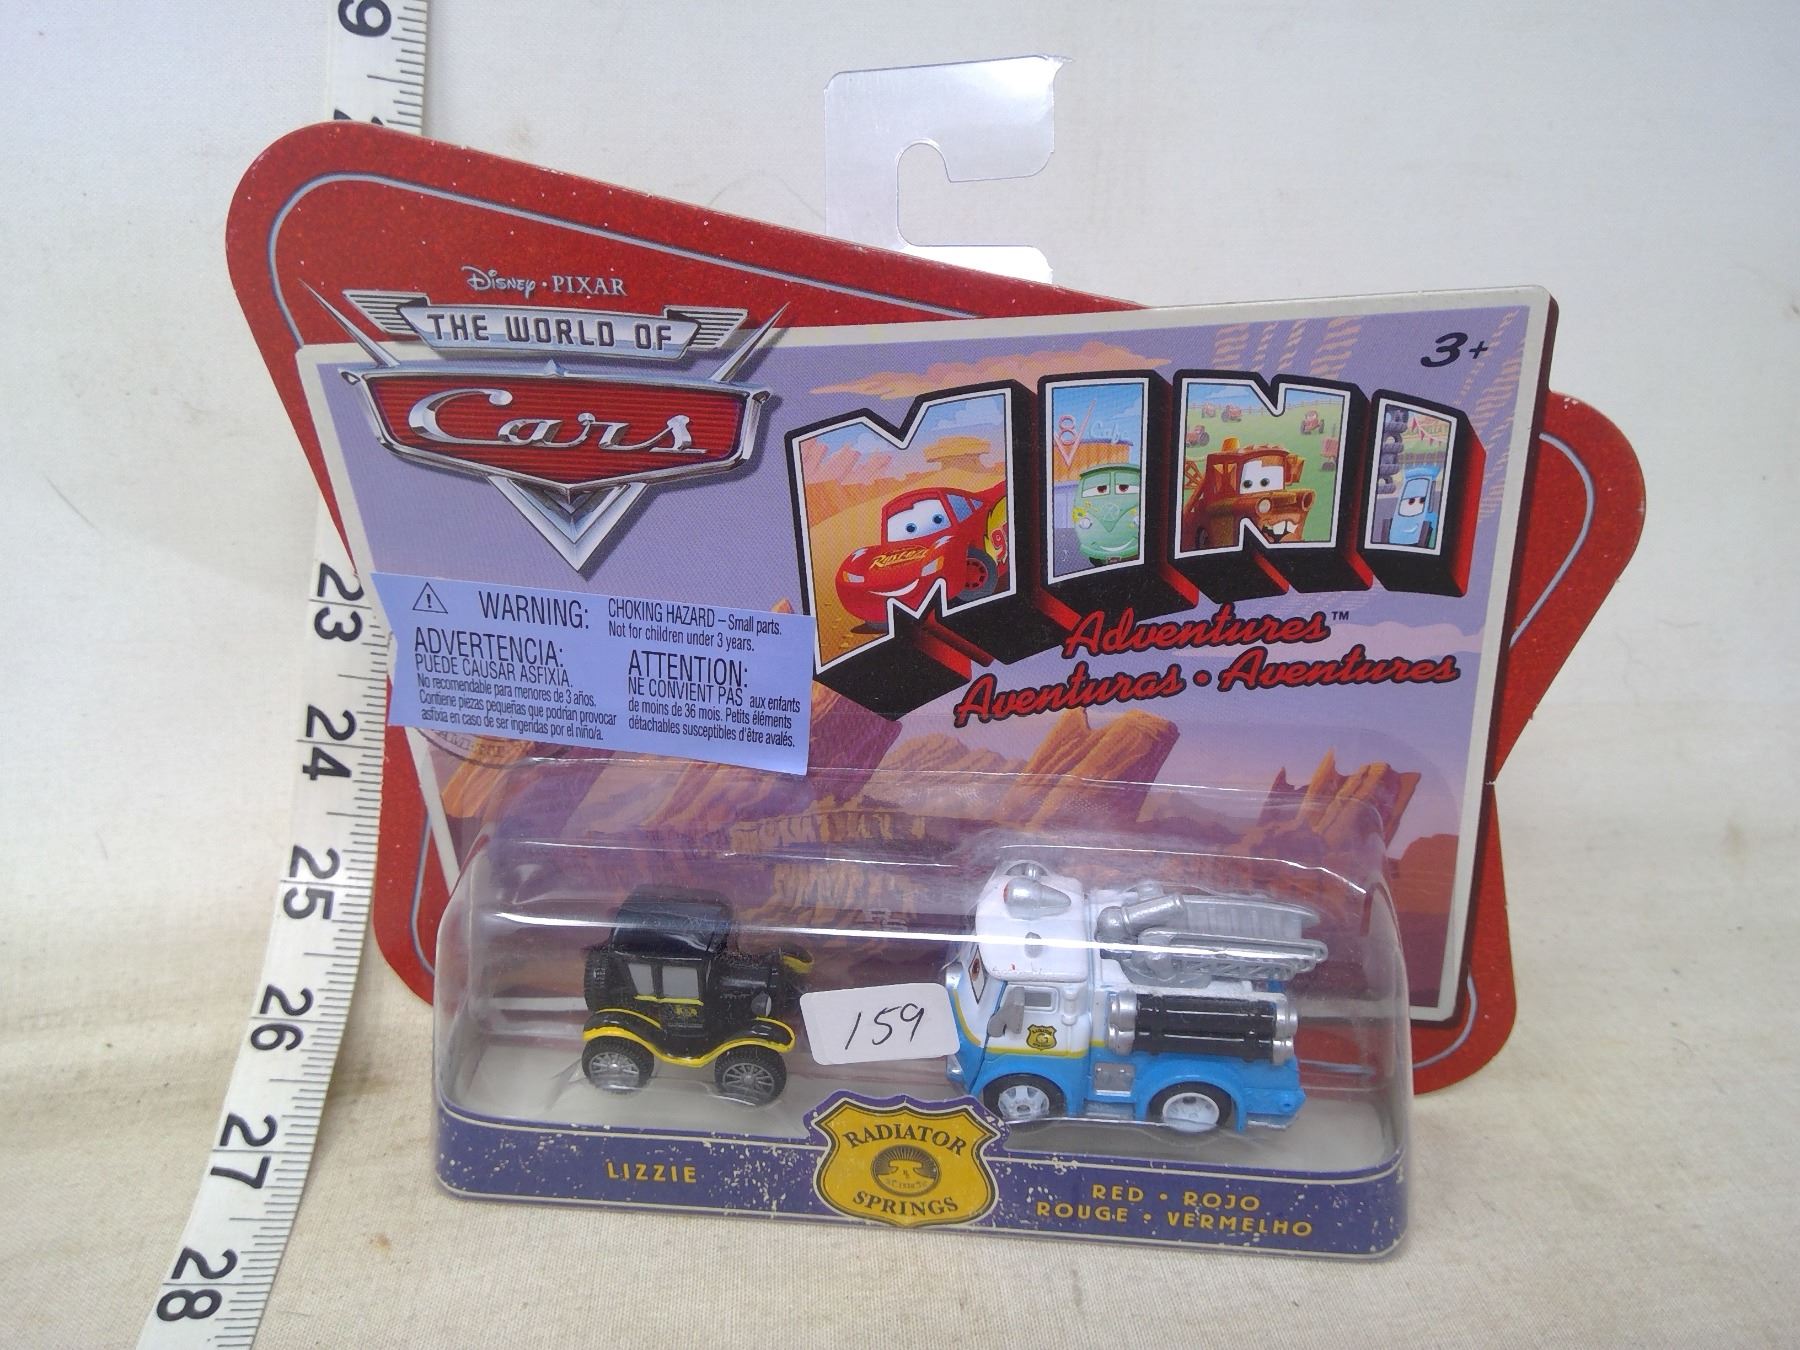 9
23
24
25
26
27
28
Disney • PIXAR
THE WORLD OF
Cars
3+
MINI
Adventures™
Aventuras • Aventures
⚠ WARNING: CHOKING HAZARD – Small parts.
Not for children under 3 years.
ADVERTENCIA:
PUEDE CAUSAR ASFIXIA.
No recomendable para menores de 3 años.
Contiene piezas pequeñas que podrían provocar
asfixia en caso de ser ingeridas por el niño/a.
ATTENTION:
NE CONVIENT PAS aux enfants
de moins de 36 mois. Petits éléments
détachables susceptibles d'être avalés.
159
RADIATOR
SPRINGS
LIZZIE
RED • ROJO
ROUGE • VERMELHO